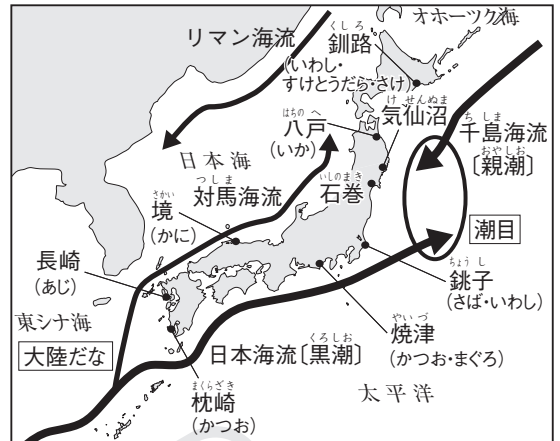 オホーツク海
リマン海流
くしろ
釧路
(いわし・
すけとうだら・さけ)
はちのへ
八戸
(いか)
けせんぬま
気仙沼
ちしま
千島海流
おやしお
〔親潮〕
日本海
つしま
対馬海流
いしのまき
石巻
さかい
境
(かに)
潮目
長崎
(あじ)
ちょうし
銚子
(さば・いわし)
東シナ海
やいづ
焼津
(かつお・まぐろ)
大陸だな
くろしお
日本海流〔黒潮〕
まくらざき
枕崎
(かつお)
太平洋